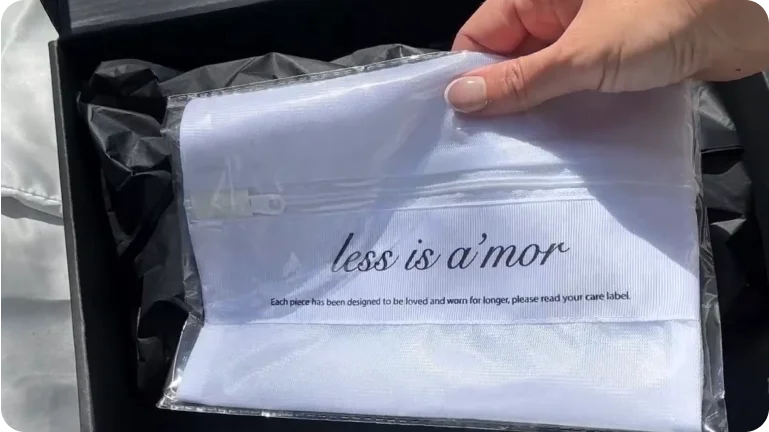 less is a'mor
Each piece has been designed to be loved and worn for longer, please read your care label.